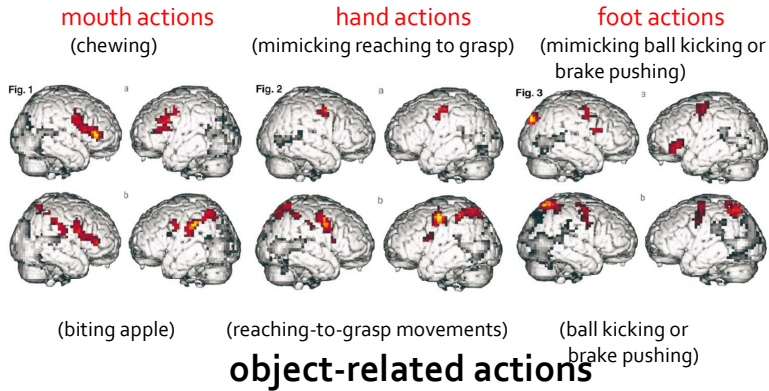 mouth actions
(chewing)
hand actions
(mimicking reaching to grasp)
foot actions
(mimicking ball kicking or
brake pushing)
Fig. 1
a
Fig. 2
a
Fig. 3
a
b
b
b
(biting apple)
(reaching-to-grasp movements)
(ball kicking or
brake pushing)
object-related actions